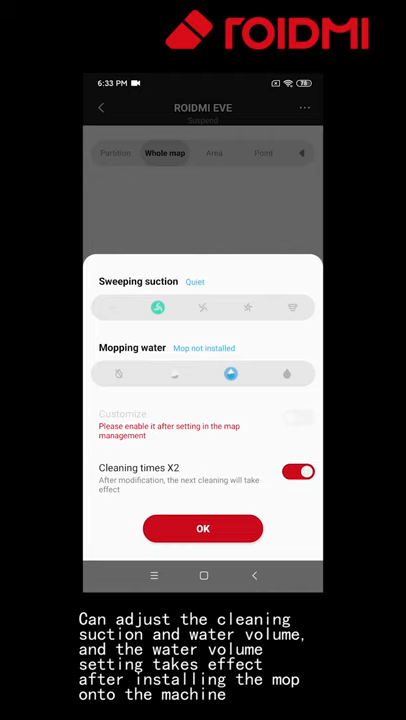 ROIDMI
6:33 PM
78
ROIDMI EVE
Suspend
Partition Whole map Area Point
Sweeping suction Quiet
Mopping water Mop not installed
Customize
Please enable it after setting in the map
management
Cleaning times X2
After modification, the next cleaning will take
effect
OK
Can adjust the cleaning
suction and water volume,
and the water volume
setting takes effect
after installing the mop
onto the machine